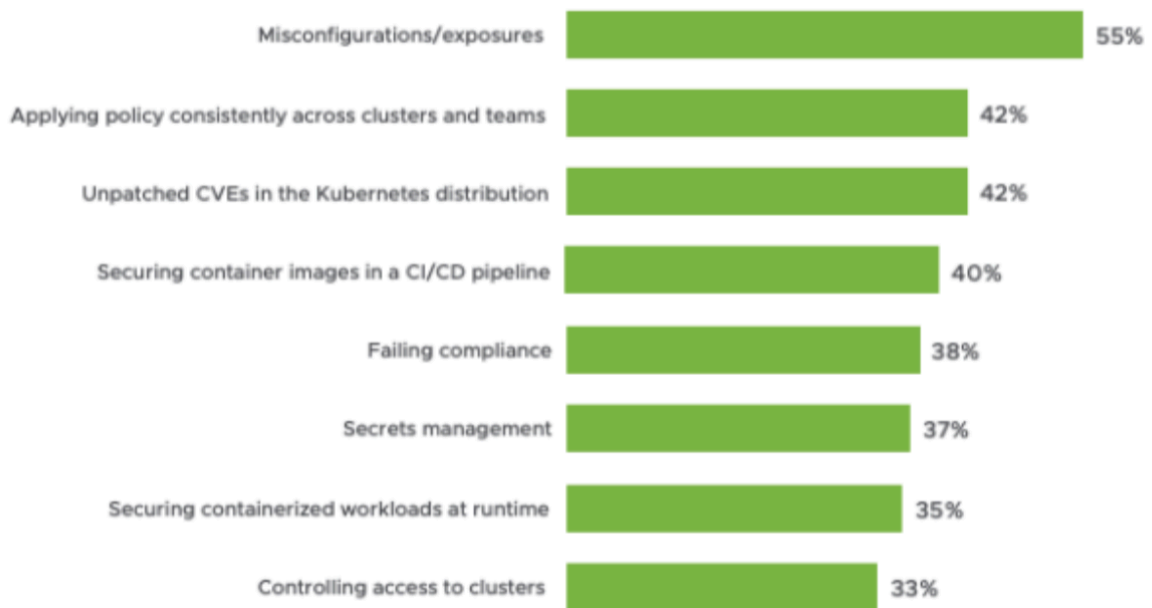 Misconfigurations/exposures 55%
Applying policy consistently across clusters and teams 42%
Unpatched CVEs in the Kubernetes distribution 42%
Securing container images in a CI/CD pipeline 40%
Failing compliance 38%
Secrets management 37%
Securing containerized workloads at runtime 35%
Controlling access to clusters 33%